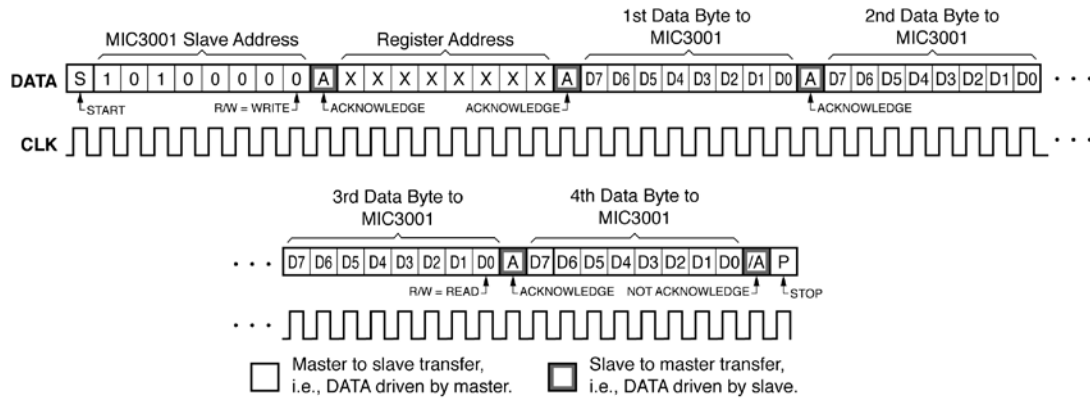 1st Data Byte to 2nd Data Byte to
MIC3001 Slave Address Register Address MIC3001 MIC3001
DATA S 1 0 1 0 0 0 0 0 A X X X X X X X X A D7 D6 D5 D4 D3 D2 D1 D0 A D7 D6 D5 D4 D3 D2 D1 D0 • • •
START R/W = WRITE ACKNOWLEDGE ACKNOWLEDGE ACKNOWLEDGE
CLK • • •
3rd Data Byte to 4th Data Byte to
MIC3001 MIC3001
• • • D7 D6 D5 D4 D3 D2 D1 D0 A D7 D6 D5 D4 D3 D2 D1 D0 /A P
R/W = READ ACKNOWLEDGE NOT ACKNOWLEDGE STOP
• • •
Master to slave transfer, Slave to master transfer,
i.e., DATA driven by master. i.e., DATA driven by slave.